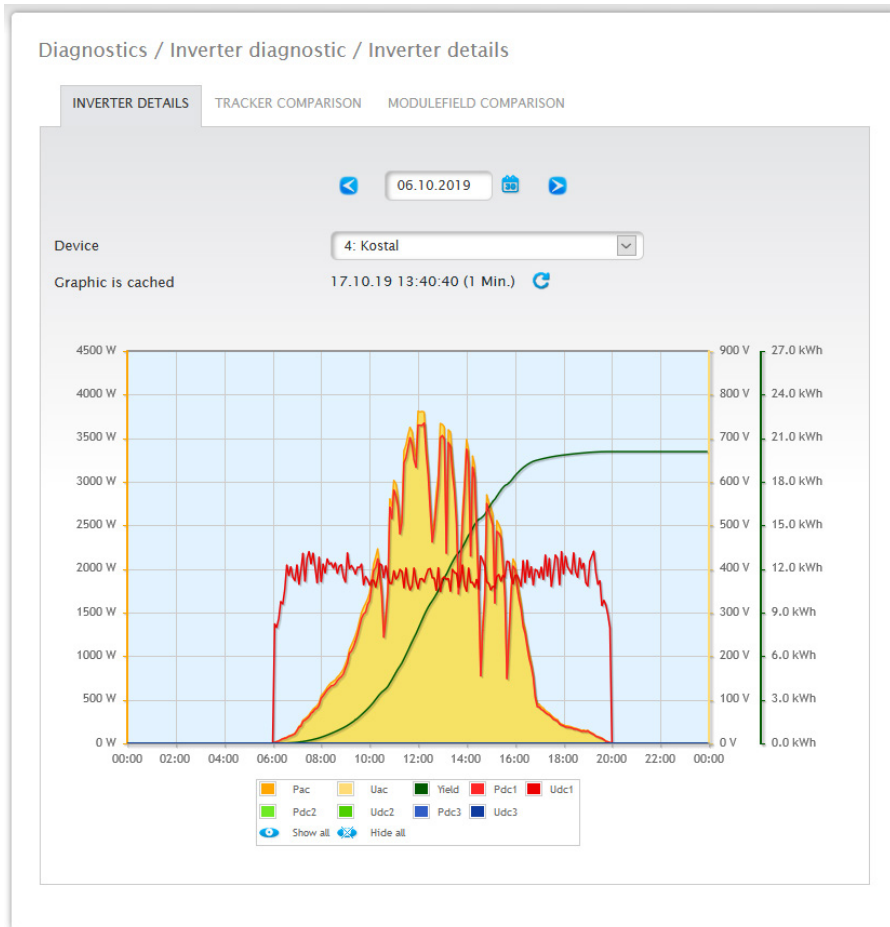 Diagnostics / Inverter diagnostic / Inverter details
INVERTER DETAILS TRACKER COMPARISON MODULEFIELD COMPARISON
06.10.2019 30
Device 4: Kostal
Graphic is cached 17.10.19 13:40:40 (1 Min.)
4500 W 900 V 27.0 kWh
4000 W 800 V 24.0 kWh
3500 W 700 V 21.0 kWh
3000 W 600 V 18.0 kWh
2500 W 500 V 15.0 kWh
2000 W 400 V 12.0 kWh
1500 W 300 V 9.0 kWh
1000 W 200 V 6.0 kWh
500 W 100 V 3.0 kWh
0 W 0 V 0.0 kWh
00:00 02:00 04:00 06:00 08:00 10:00 12:00 14:00 16:00 18:00 20:00 22:00 00:00
Pac Uac Yield Pdc1 Udc1
Pdc2 Udc2 Pdc3 Udc3
Show all Hide all